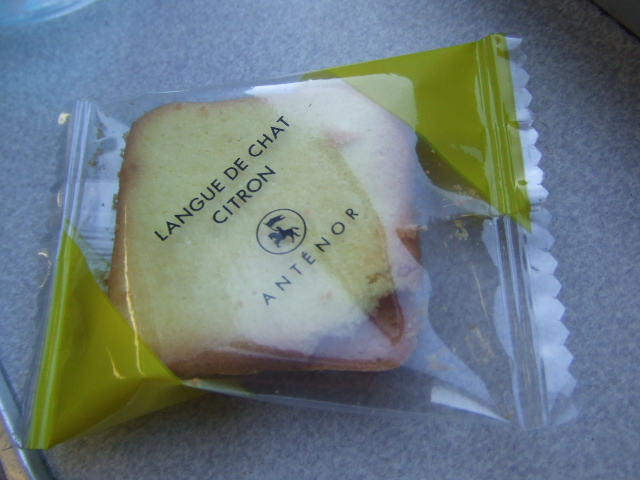 LANGUE DE CHAT
CITRON
ANTÉNOR